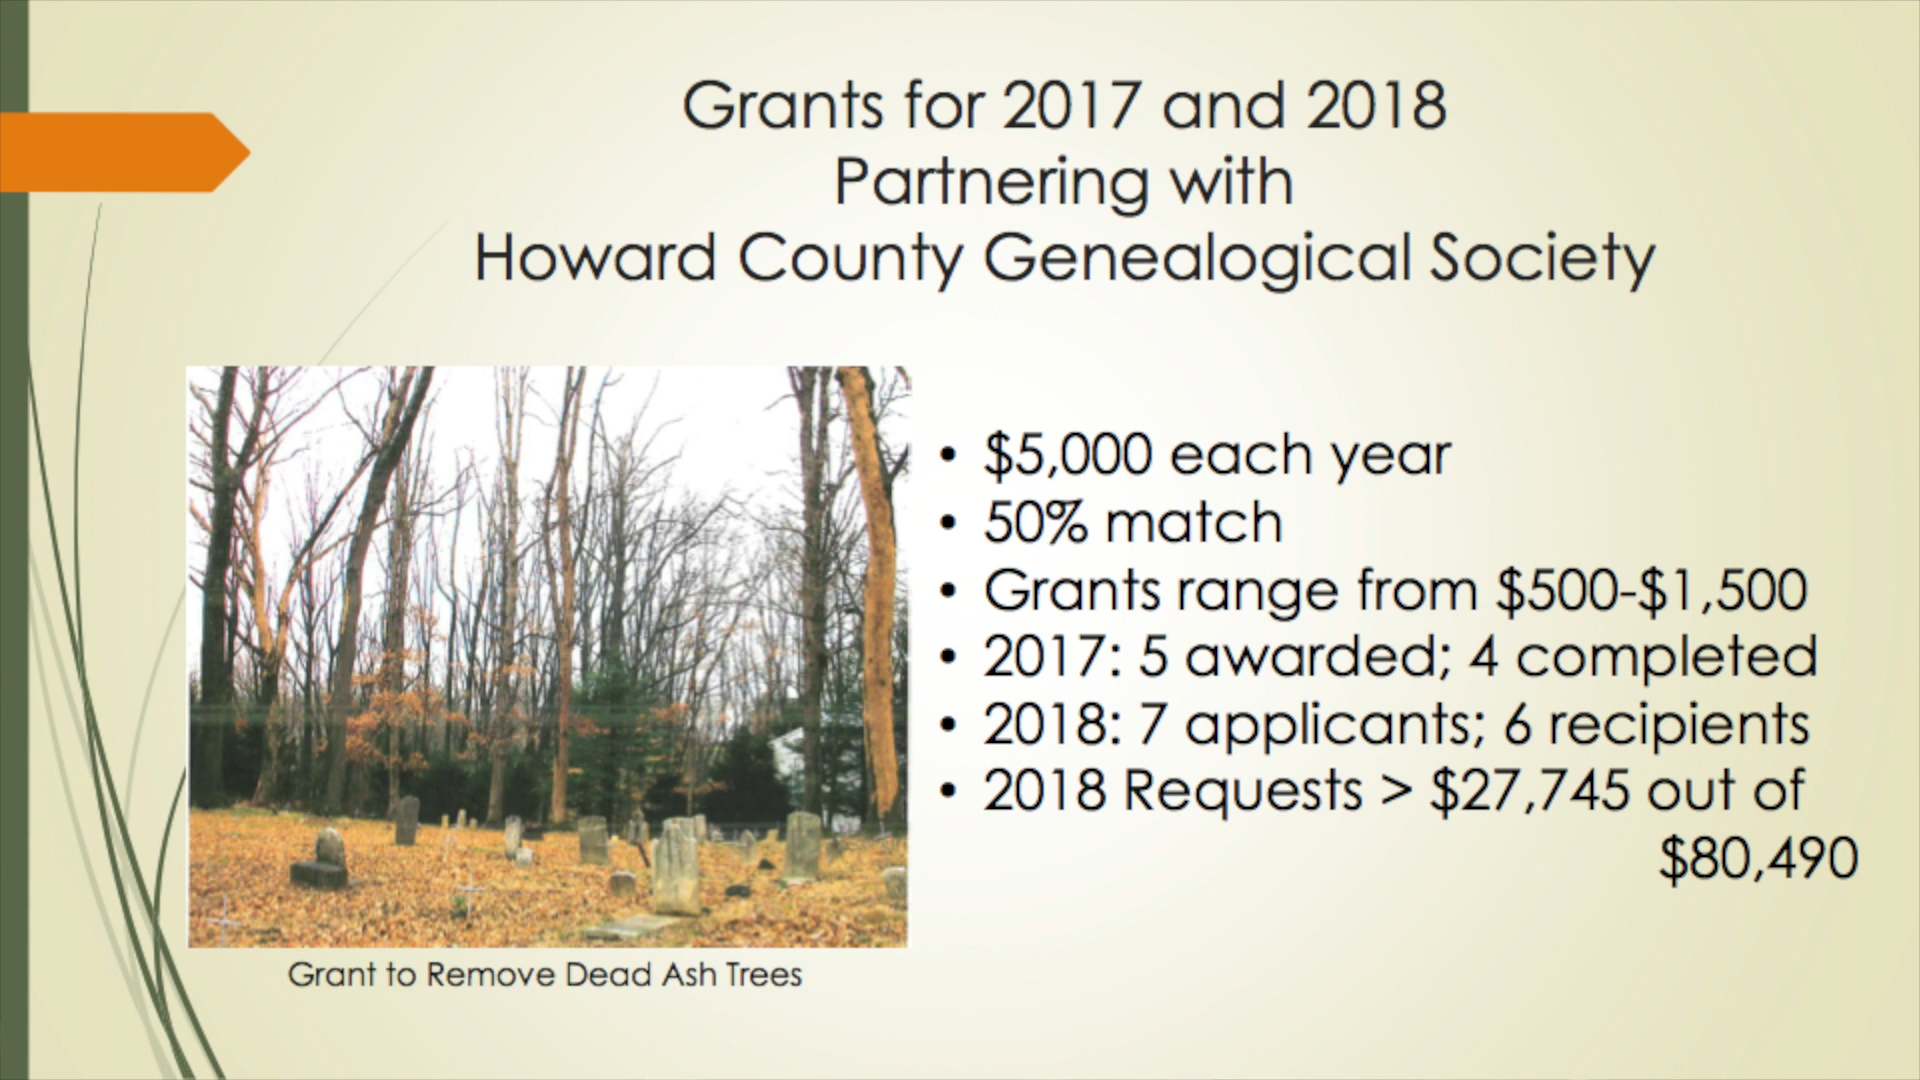 Grants for 2017 and 2018
Partnering with
Howard County Genealogical Society
• $5,000 each year
• 50% match
• Grants range from $500-$1,500
• 2017: 5 awarded; 4 completed
• 2018: 7 applicants; 6 recipients
• 2018 Requests > $27,745 out of
$80,490
Grant to Remove Dead Ash Trees